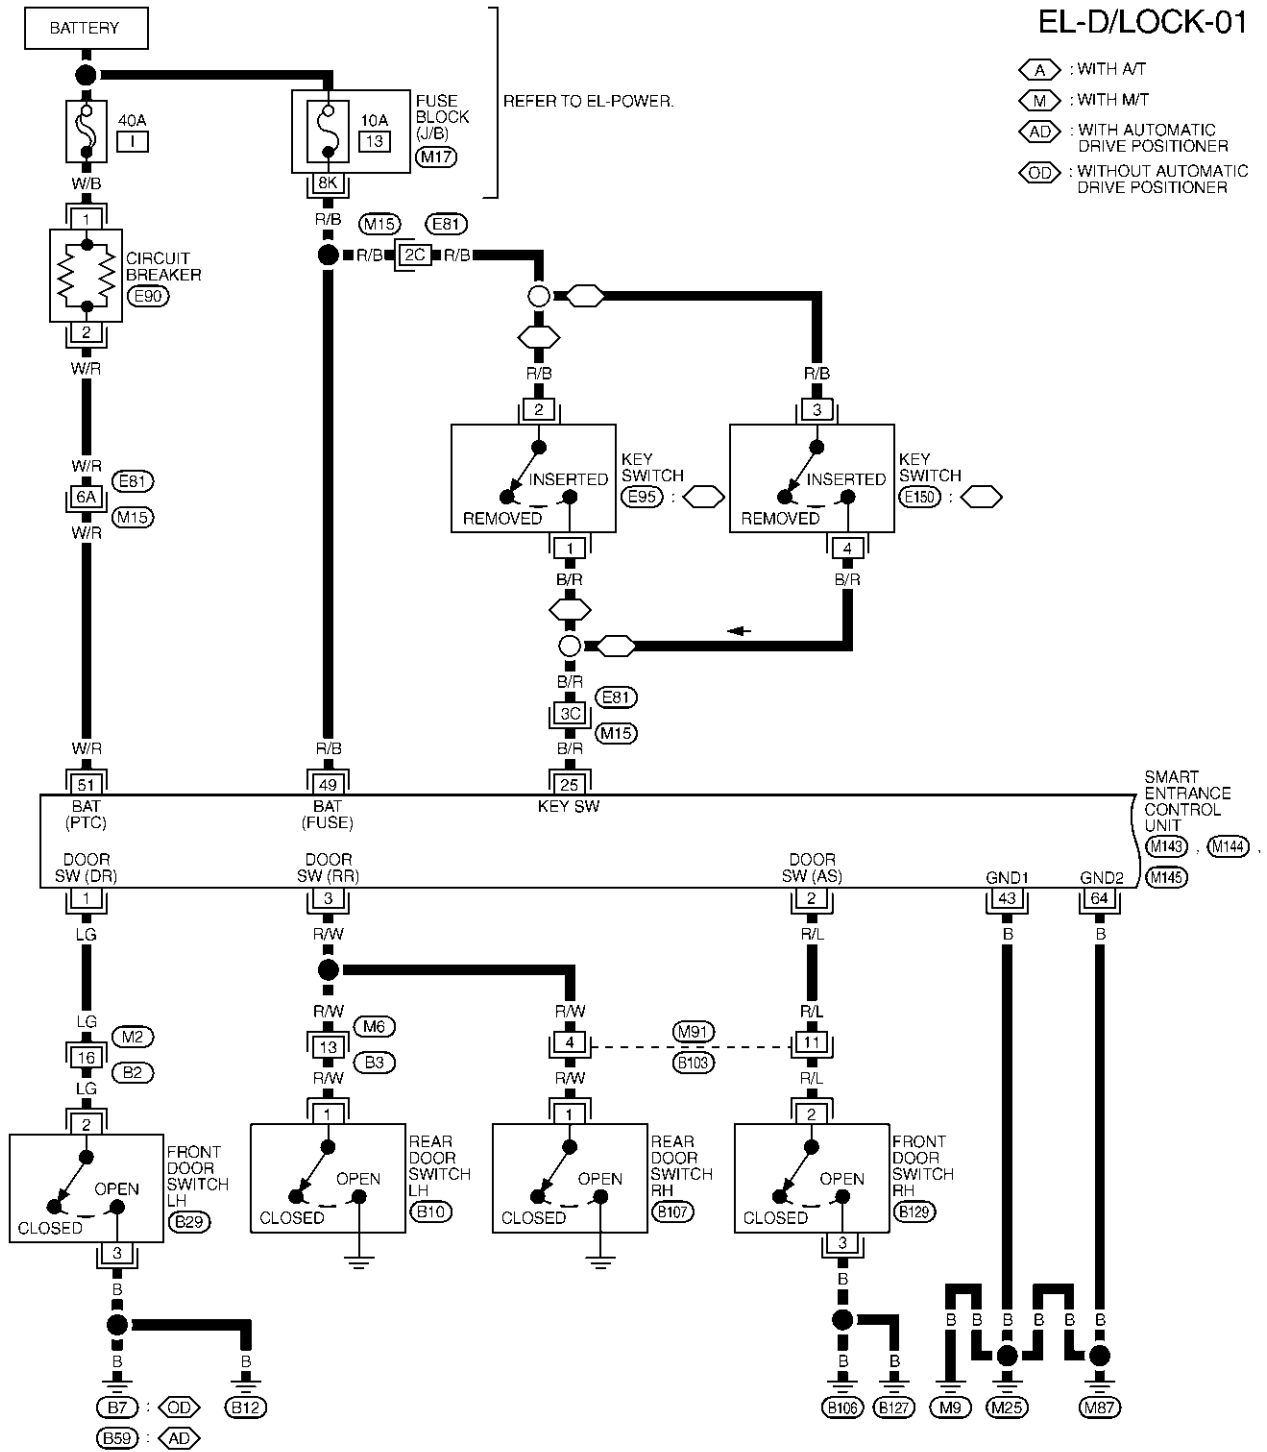 EL-D/LOCK-01
BATTERY
A : WITH A/T
M : WITH M/T
AD : WITH AUTOMATIC
DRIVE POSITIONER
OD : WITHOUT AUTOMATIC
DRIVE POSITIONER
40A
I
10A
13
FUSE
BLOCK
(J/B)
M17
REFER TO EL-POWER.
8K
W/B
R/B
M15
E81
R/B
2C
R/B
1
CIRCUIT
BREAKER
E90
2
W/R
R/B
R/B
2
3
INSERTED
REMOVED
KEY
SWITCH
E95 :
INSERTED
REMOVED
KEY
SWITCH
E150 :
W/R
6A
E81
M15
W/R
1
4
B/R
B/R
B/R
3C
E81
M15
W/R
R/B
B/R
51
49
25
BAT
(PTC)
BAT
(FUSE)
KEY SW
SMART
ENTRANCE
CONTROL
UNIT
M143 , M144 ,
M145
DOOR
SW (DR)
DOOR
SW (RR)
DOOR
SW (AS)
GND1
GND2
1
3
2
43
64
LG
R/W
R/L
B
B
LG
R/W
R/W
R/L
M2
16
B2
M6
13
B3
4
M91
B103
11
LG
R/W
R/W
R/L
2
1
1
2
OPEN
CLOSED
FRONT
DOOR
SWITCH
LH
B29
OPEN
CLOSED
REAR
DOOR
SWITCH
LH
B10
OPEN
CLOSED
REAR
DOOR
SWITCH
RH
B107
OPEN
CLOSED
FRONT
DOOR
SWITCH
RH
B129
3
3
B
B
B B B B B B
B B
B B
B7 : OD
B12
B59 : AD
B106
B127
M9
M25
M87